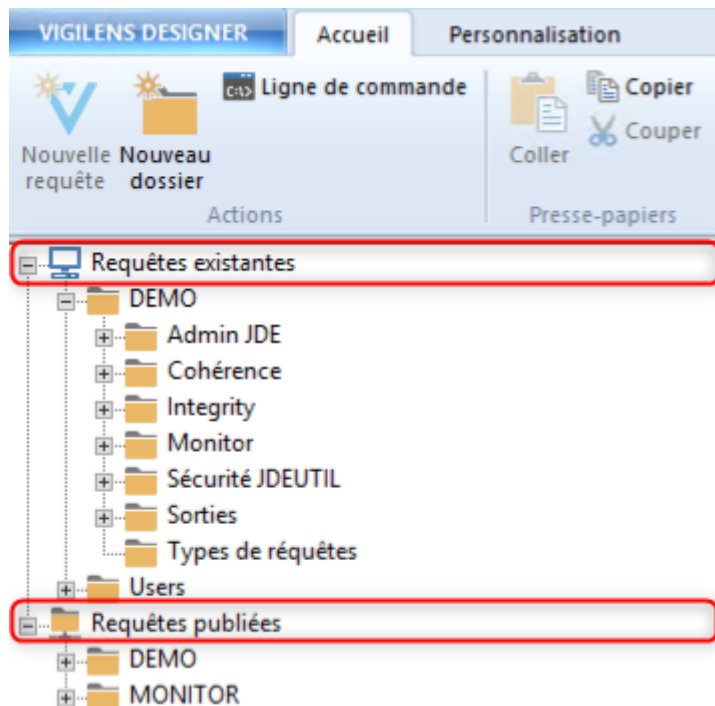 VIGILENS DESIGNER Accueil Personnalisation
Nouvelle requête
Nouveau dossier
C:\> Ligne de commande
Actions
Coller
Copier
Couper
Presse-papiers
Requêtes existantes
DEMO
Admin JDE
Cohérence
Integrity
Monitor
Sécurité JDEUTIL
Sorties
Types de réquêtes
Users
Requêtes publiées
DEMO
MONITOR